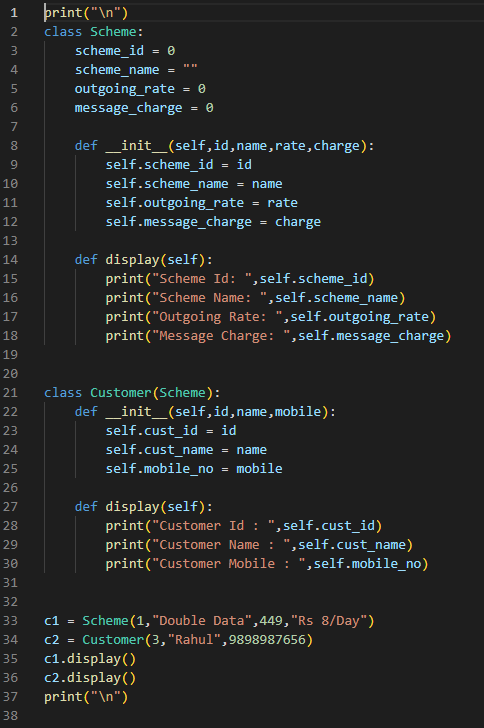 1 print("\n")
2 class Scheme:
3     scheme_id = 0
4     scheme_name = ""
5     outgoing_rate = 0
6     message_charge = 0
7
8     def __init__(self,id,name,rate,charge):
9         self.scheme_id = id
10         self.scheme_name = name
11         self.outgoing_rate = rate
12         self.message_charge = charge
13
14     def display(self):
15         print("Scheme Id: ",self.scheme_id)
16         print("Scheme Name: ",self.scheme_name)
17         print("Outgoing Rate: ",self.outgoing_rate)
18         print("Message Charge: ",self.message_charge)
19
20
21 class Customer(Scheme):
22     def __init__(self,id,name,mobile):
23         self.cust_id = id
24         self.cust_name = name
25         self.mobile_no = mobile
26
27     def display(self):
28         print("Customer Id : ",self.cust_id)
29         print("Customer Name : ",self.cust_name)
30         print("Customer Mobile : ",self.mobile_no)
31
32
33 c1 = Scheme(1,"Double Data",449,"Rs 8/Day")
34 c2 = Customer(3,"Rahul",9898987656)
35 c1.display()
36 c2.display()
37 print("\n")
38